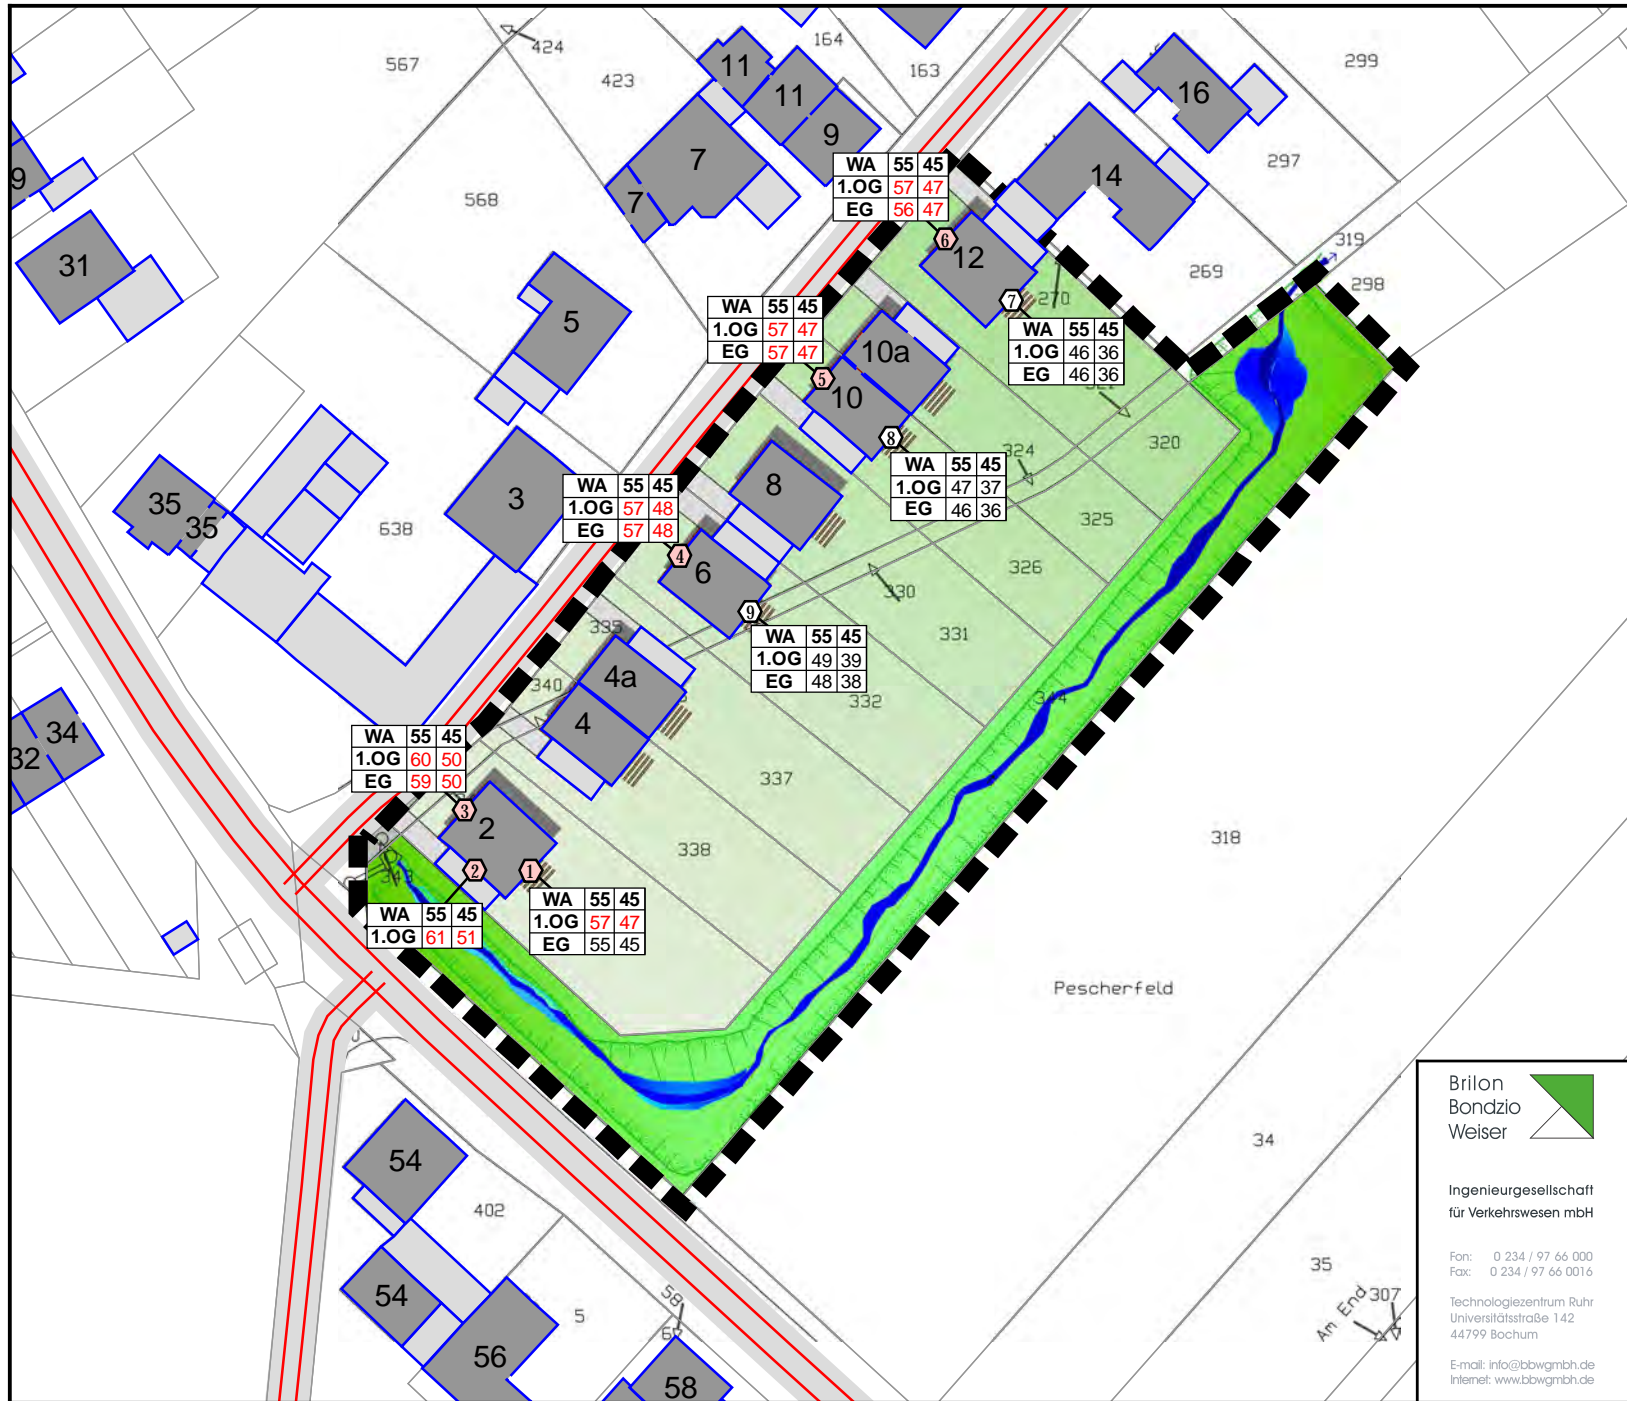 424
567
423
164
163
299
11
11
9
16
7
7
14
297
9
568
31
WA 55 45
1.OG 57 47
EG 56 47
6
12
319
269
298
270
7
5
WA 55 45
1.OG 57 47
EG 57 47
5
10a
10
WA 55 45
1.OG 46 36
EG 46 36
8
324
320
WA 55 45
1.OG 47 37
EG 46 36
325
35
35
3
638
WA 55 45
1.OG 57 48
EG 57 48
4
8
6
326
330
331
9
WA 55 45
1.OG 49 39
EG 48 38
332
335
340
4a
4
344
34
32
WA 55 45
1.OG 60 50
EG 59 50
3
2
337
338
318
343
2
1
WA 55 45
1.OG 61 51
WA 55 45
1.OG 57 47
EG 55 45
Pescherfeld
54
402
54
56
5
58
6
58
34
35
307
Am End
Brilon
Bondzio
Weiser
Ingenieurgesellschaft
für Verkehrswesen mbH
Fon: 0 234 / 97 66 000
Fax: 0 234 / 97 66 0016
Technologiezentrum Ruhr
Universitätsstraße 142
44799 Bochum
E-mail: info@bbwgmbh.de
Internet: www.bbwgmbh.de